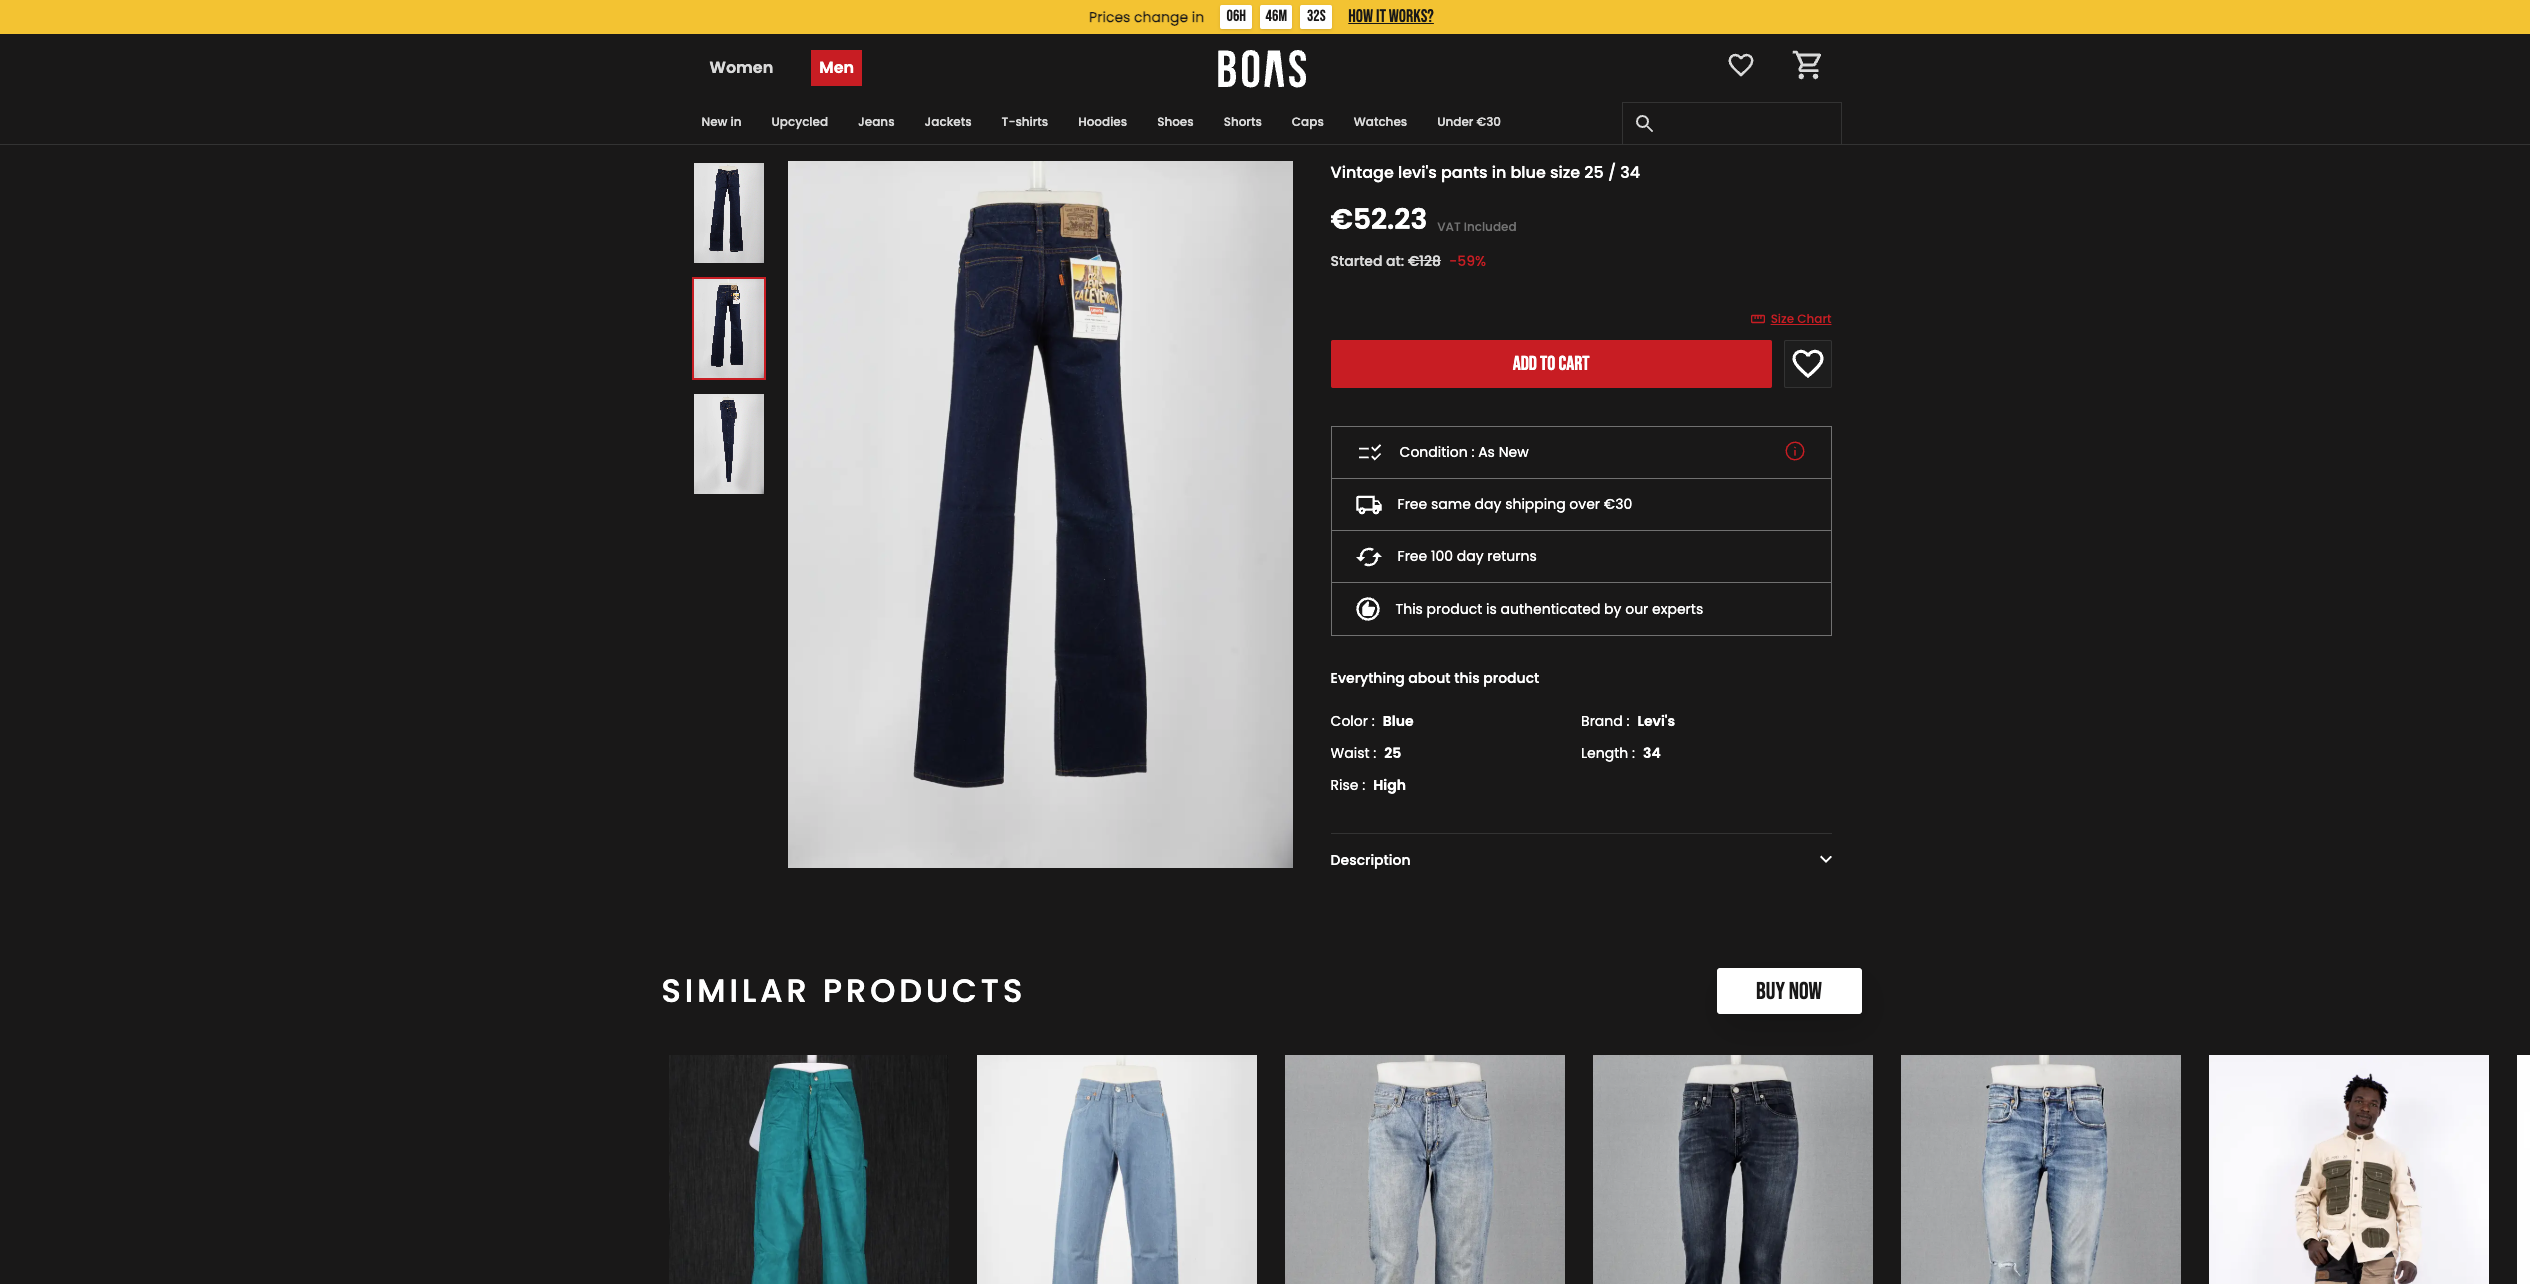 Prices change in 06H 46M 32S HOW IT WORKS?
Women Men BOAS
New in Upcycled Jeans Jackets T-shirts Hoodies Shoes Shorts Caps Watches Under €30
Vintage levi's pants in blue size 25 / 34
€52.23 VAT Included
Started at: €128 -59%
Size Chart
ADD TO CART
Condition : As New
Free same day shipping over €30
Free 100 day returns
This product is authenticated by our experts
Everything about this product
Color : Blue Brand : Levi's
Waist : 25 Length : 34
Rise : High
Description
SIMILAR PRODUCTS BUY NOW